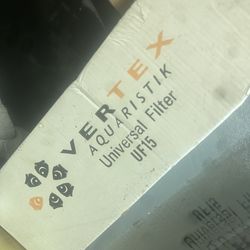 VERTEX
AQUARISTIK
Universal Filter
UF15